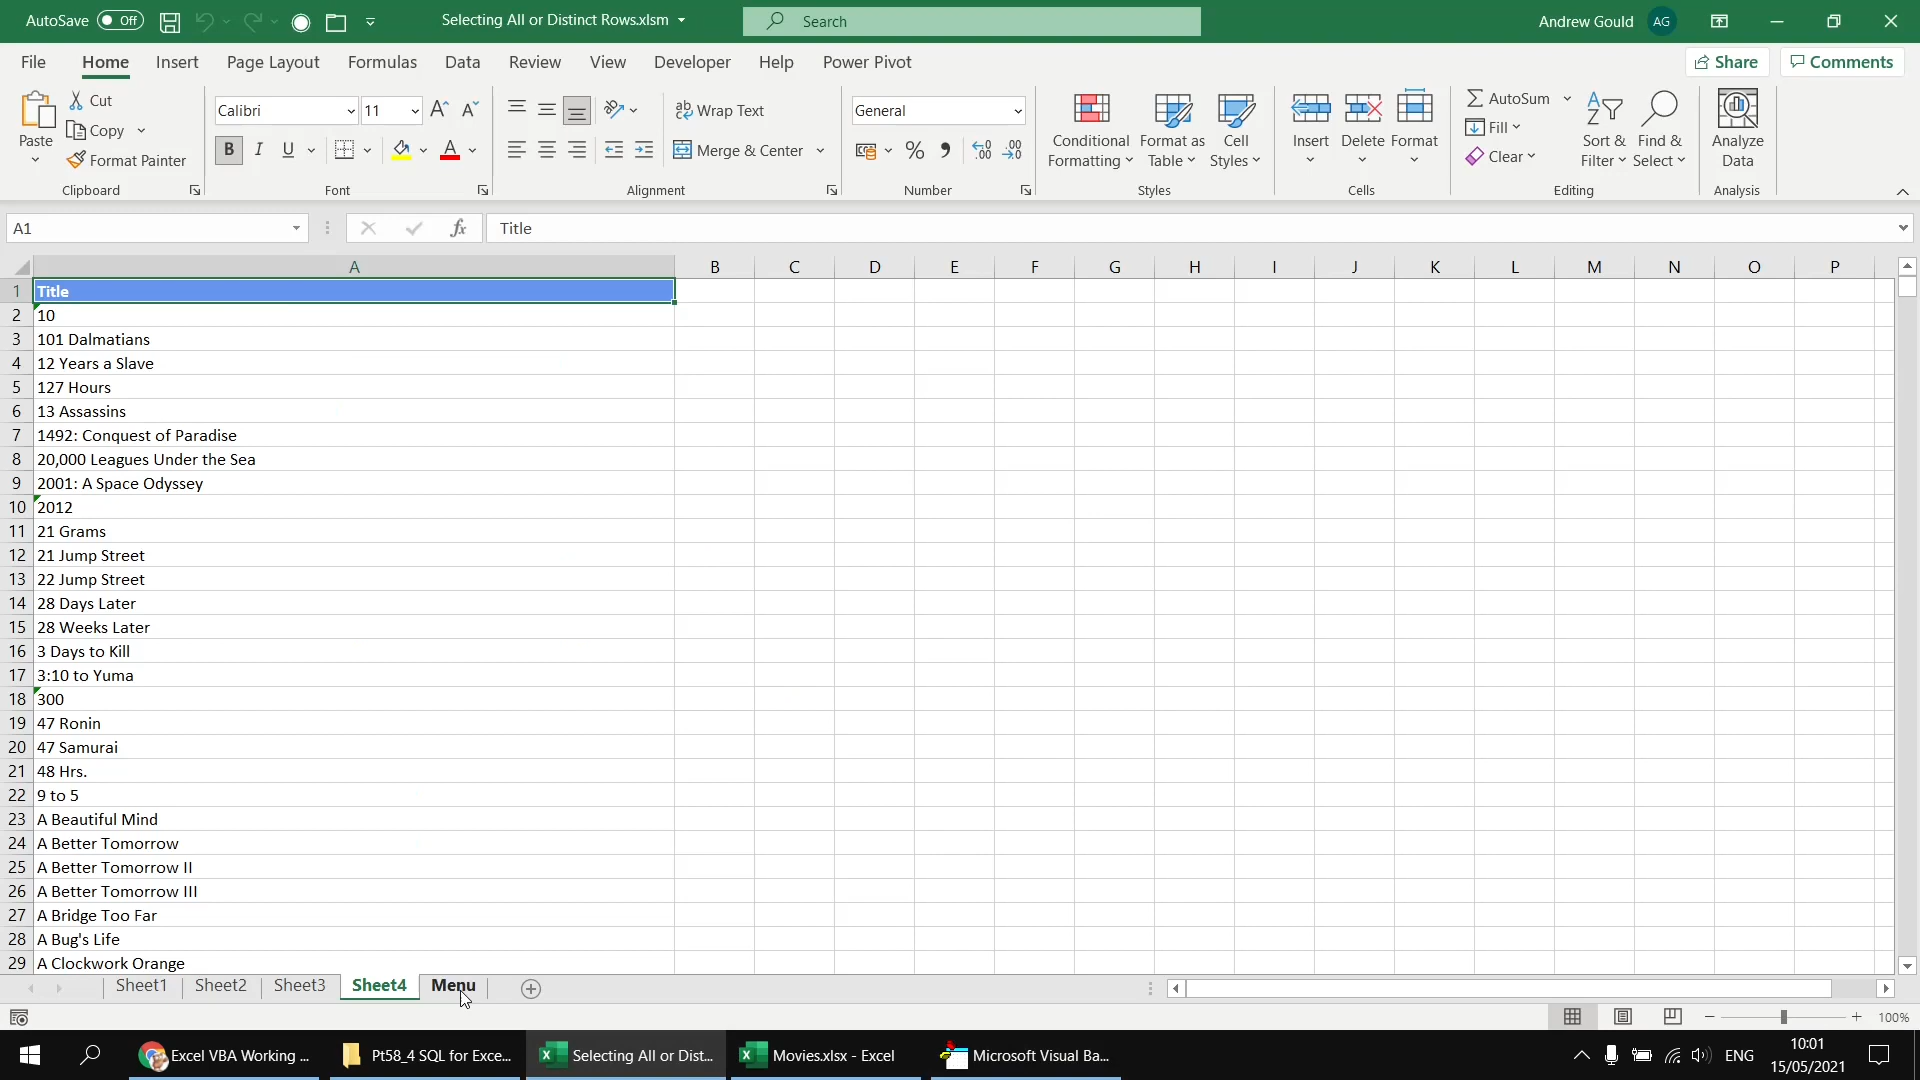 AutoSave Off
Selecting All or Distinct Rows.xlsm
Search
Andrew Gould AG
File Home Insert Page Layout Formulas Data Review View Developer Help Power Pivot
Share Comments
Paste
Cut
Copy
Format Painter
Clipboard
Calibri 11
B I U
Font
Wrap Text
Merge & Center
Alignment
General
Number
Conditional Formatting
Format as Table
Cell Styles
Styles
Insert Delete Format
Cells
AutoSum
Fill
Clear
Sort & Filter
Find & Select
Editing
Analyze Data
Analysis
A1 fx Title
A B C D E F G H I J K L M N O P
1 Title
2 10
3 101 Dalmatians
4 12 Years a Slave
5 127 Hours
6 13 Assassins
7 1492: Conquest of Paradise
8 20,000 Leagues Under the Sea
9 2001: A Space Odyssey
10 2012
11 21 Grams
12 21 Jump Street
13 22 Jump Street
14 28 Days Later
15 28 Weeks Later
16 3 Days to Kill
17 3:10 to Yuma
18 300
19 47 Ronin
20 47 Samurai
21 48 Hrs.
22 9 to 5
23 A Beautiful Mind
24 A Better Tomorrow
25 A Better Tomorrow II
26 A Better Tomorrow III
27 A Bridge Too Far
28 A Bug's Life
29 A Clockwork Orange
Sheet1 Sheet2 Sheet3 Sheet4 Menu
100%
Excel VBA Working ...
Pt58_4 SQL for Exce...
Selecting All or Dist...
Movies.xlsx - Excel
Microsoft Visual Ba...
ENG
10:01
15/05/2021